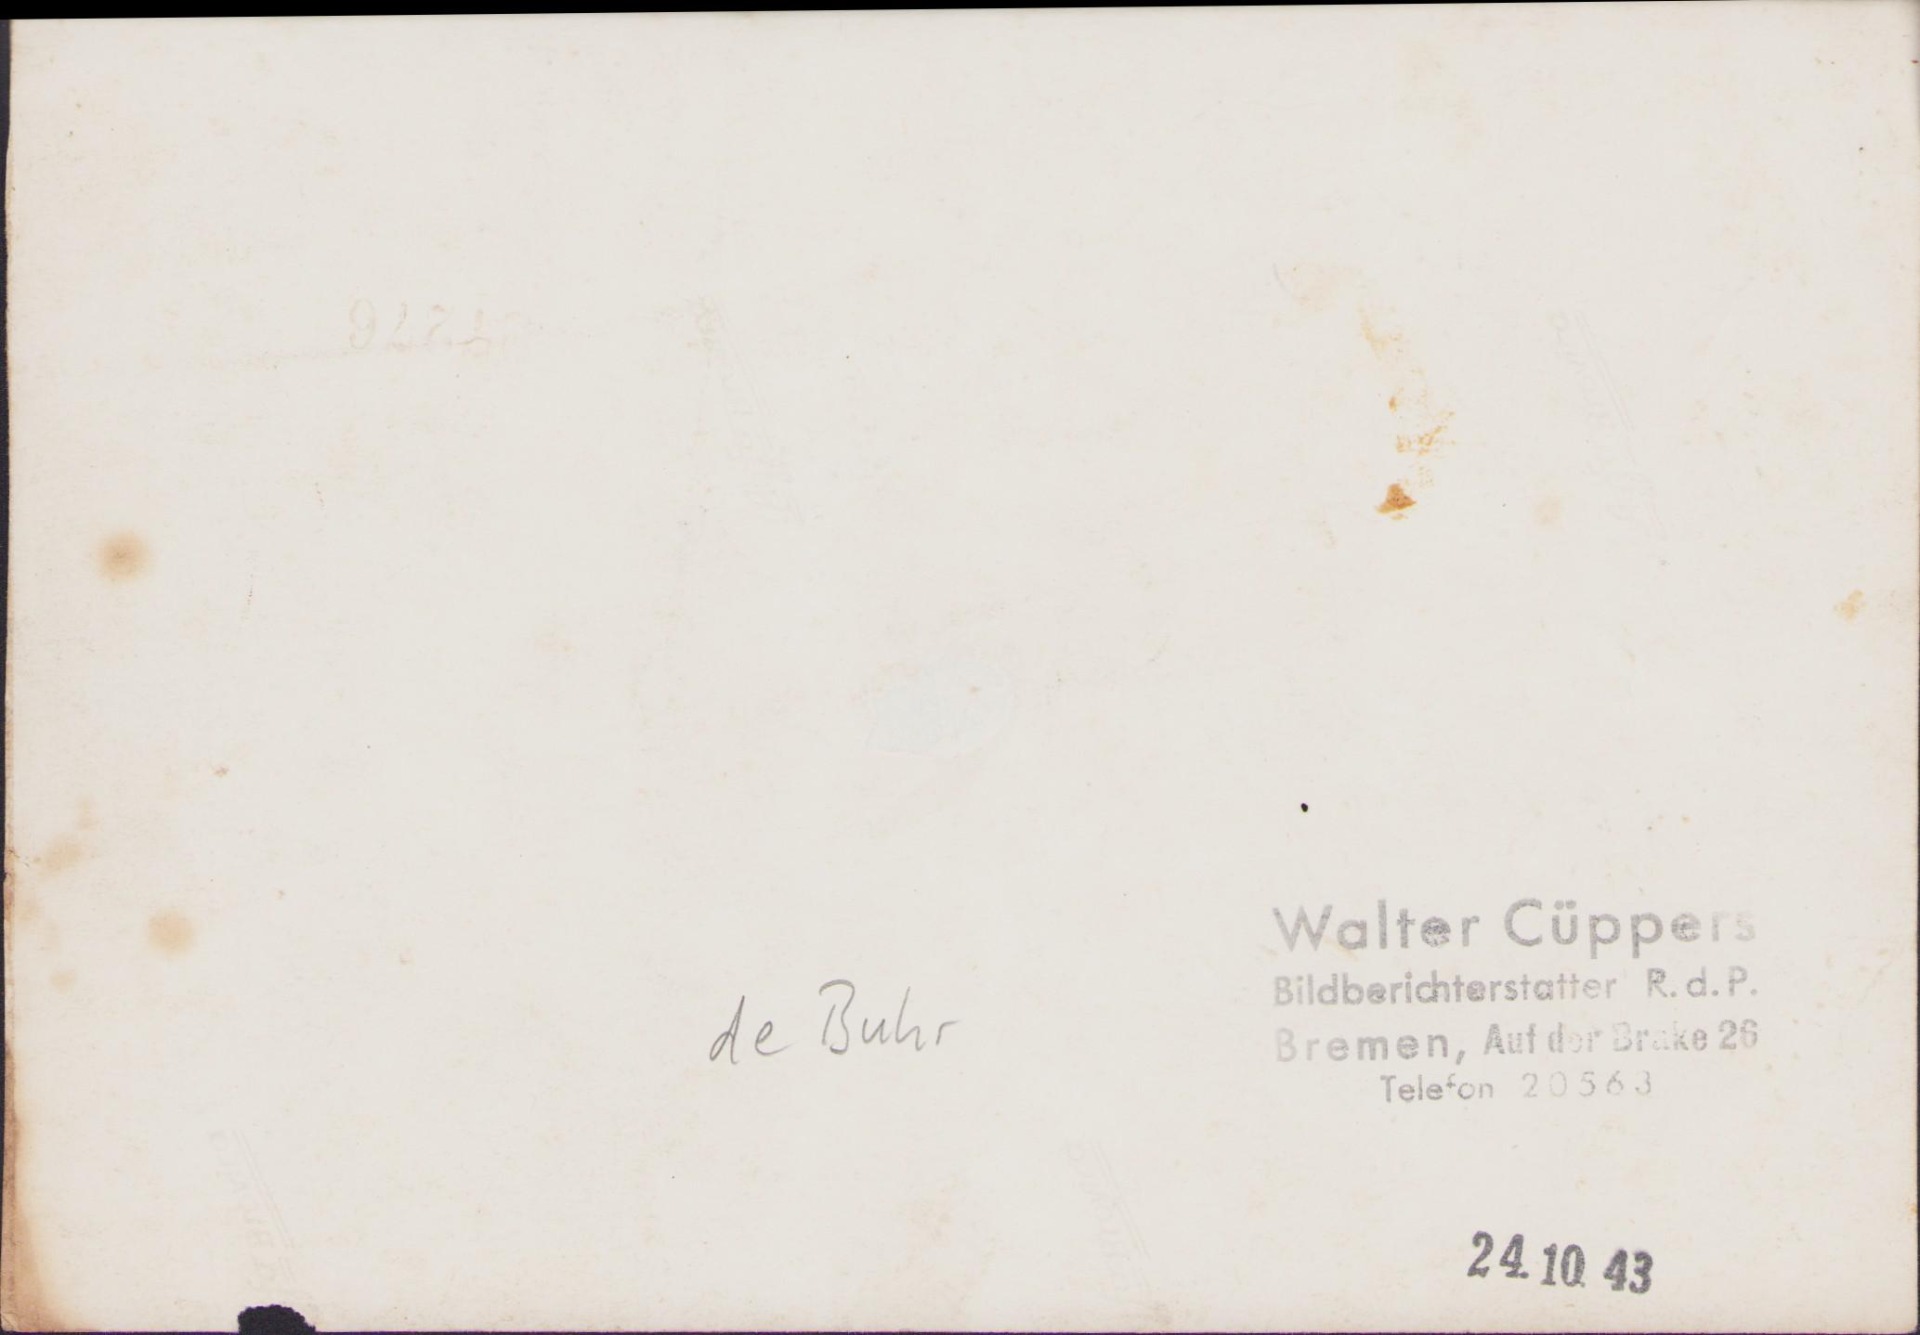 de Buhr
Walter Cüppers
Bildberichterstatter R. d. P.
Bremen, Auf der Brake 26
Telefon 20563
24.10.43